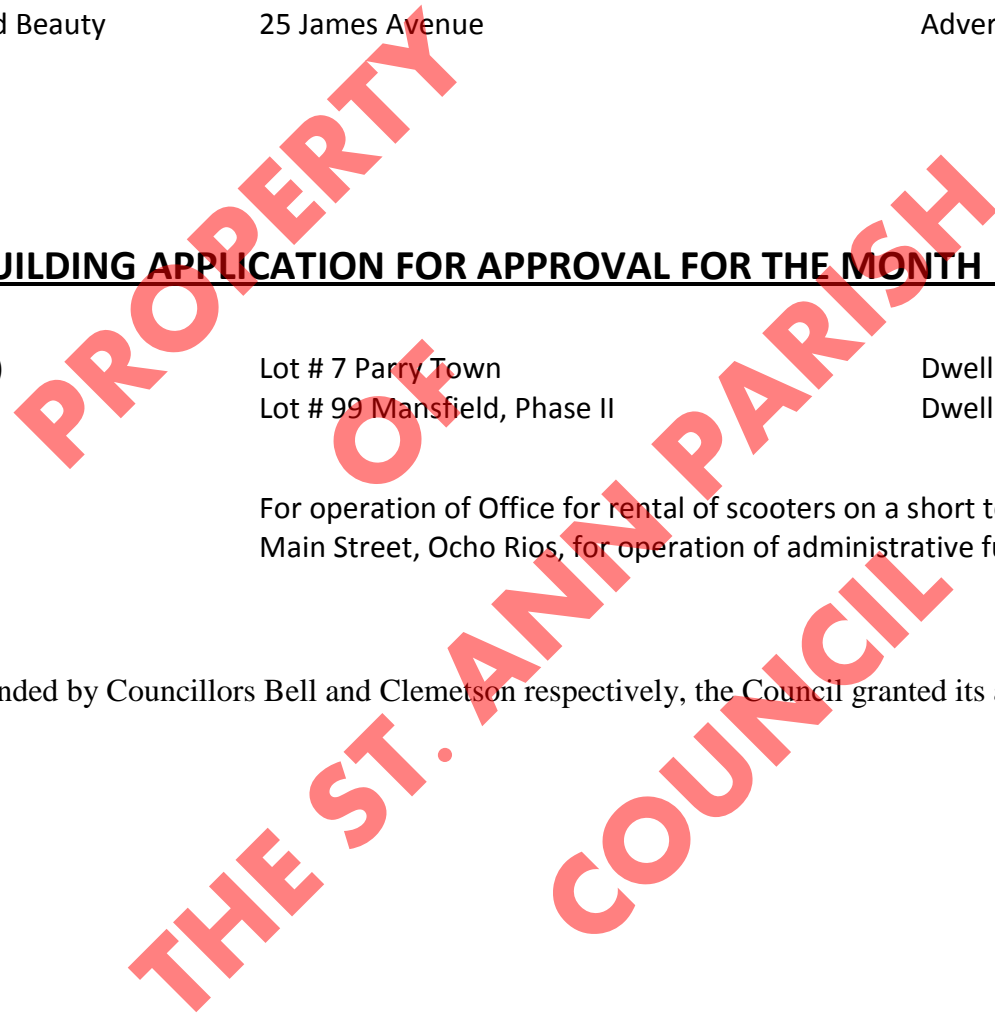 d Beauty 25 James Avenue Adver
UILDING APPLICATION FOR APPROVAL FOR THE MONTH
) Lot # 7 Parry Town Dwell
Lot # 99 Mansfield, Phase II Dwell
For operation of Office for rental of scooters on a short t
Main Street, Ocho Rios, for operation of administrative f
nded by Councillors Bell and Clemetson respectively, the Council granted its
PROPERTY
OF
THE ST. ANN PARISH
COUNCIL